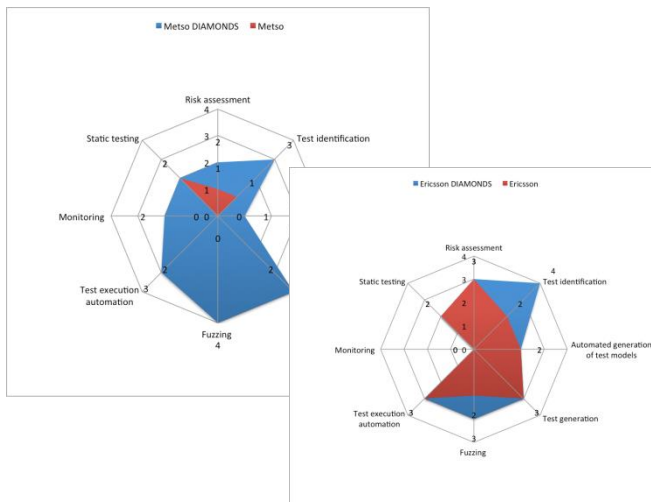 Metso DIAMONDS Metso
Risk assessment
4
3
2
1
Test identification
3
1
Static testing
2
Monitoring
2
0 0 0 1
0
Test execution
automation
3
2
2
Fuzzing
4
Ericsson DIAMONDS Ericsson
Risk assessment
4
3
3
2
1
Test identification
4
2
Static testing
2
Monitoring
0 0
Automated generation
of test models
2
Test execution
automation
3
Test generation
3
2
Fuzzing
3